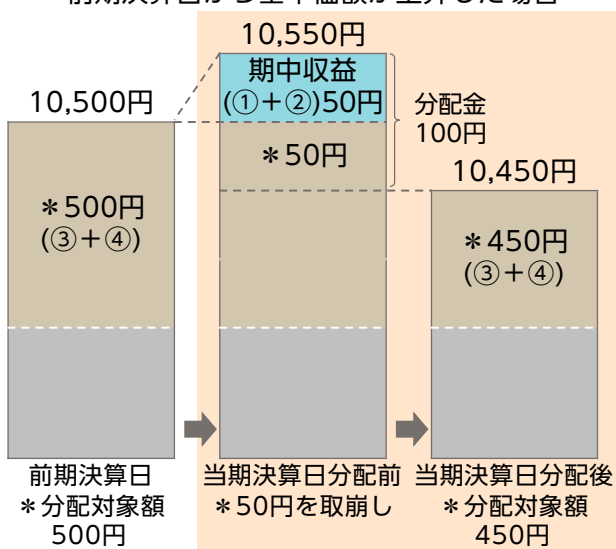 前期決算日から基準価額が上昇した場合
10,550円
期中収益
(①＋②)50円
10,500円
分配金
100円
＊50円
10,450円
＊500円
(③＋④)
＊450円
(③＋④)
前期決算日
＊分配対象額
500円
当期決算日分配前
＊50円を取崩し
当期決算日分配後
＊分配対象額
450円